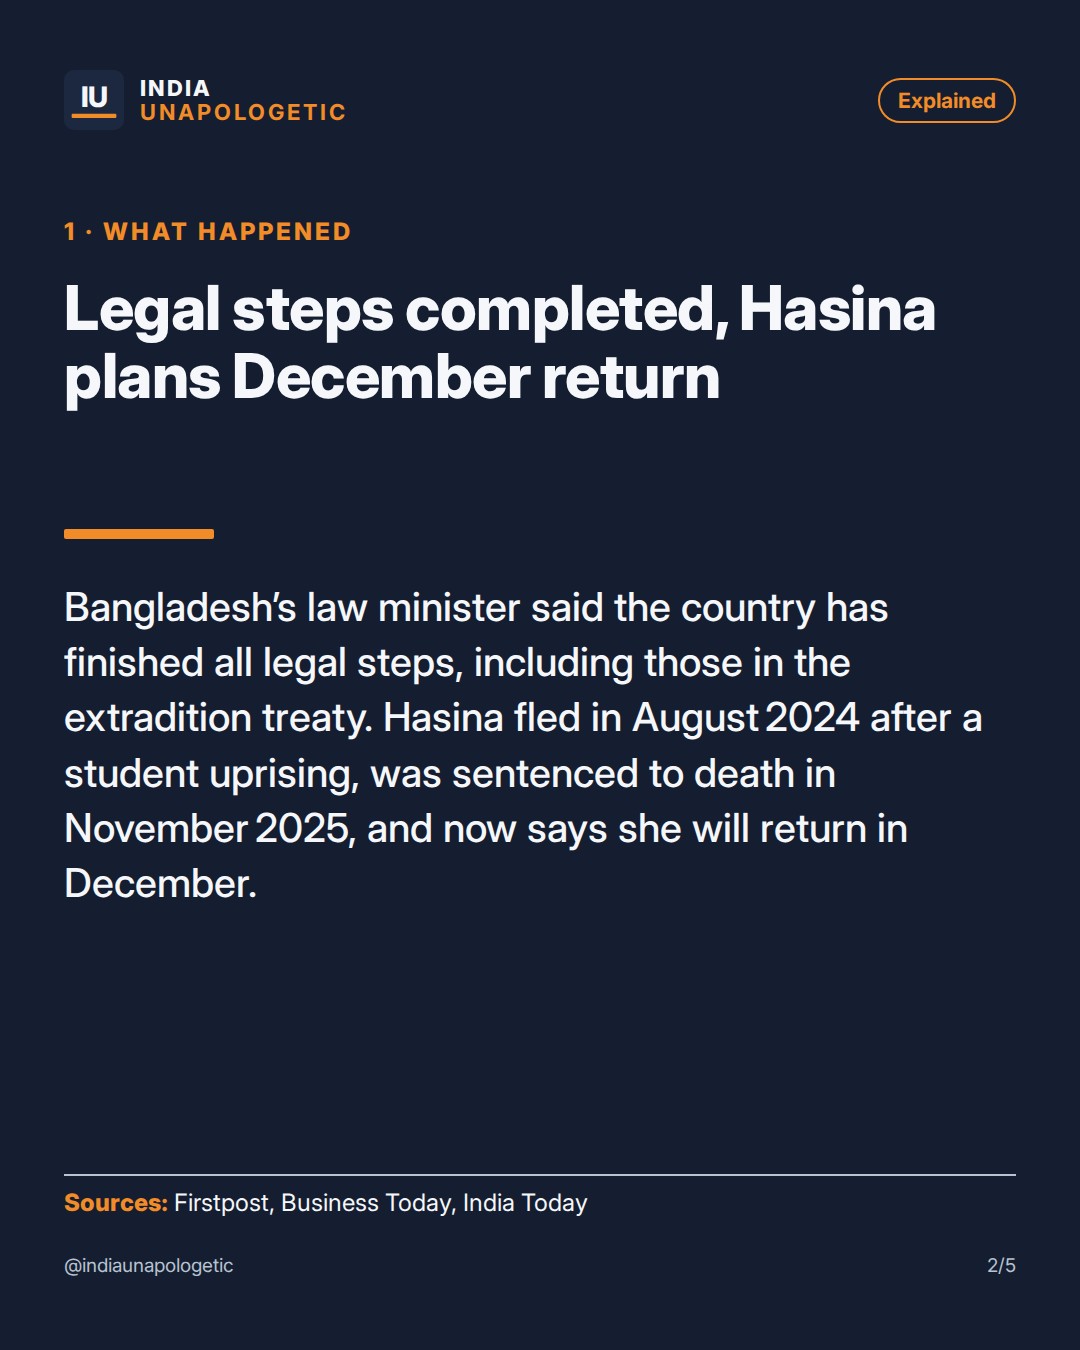 IU
INDIA
UNAPOLOGETIC
Explained
1 · WHAT HAPPENED
Legal steps completed, Hasina
plans December return
Bangladesh’s law minister said the country has
finished all legal steps, including those in the
extradition treaty. Hasina fled in August 2024 after a
student uprising, was sentenced to death in
November 2025, and now says she will return in
December.
Sources: Firstpost, Business Today, India Today
@indiaunapologetic
2/5